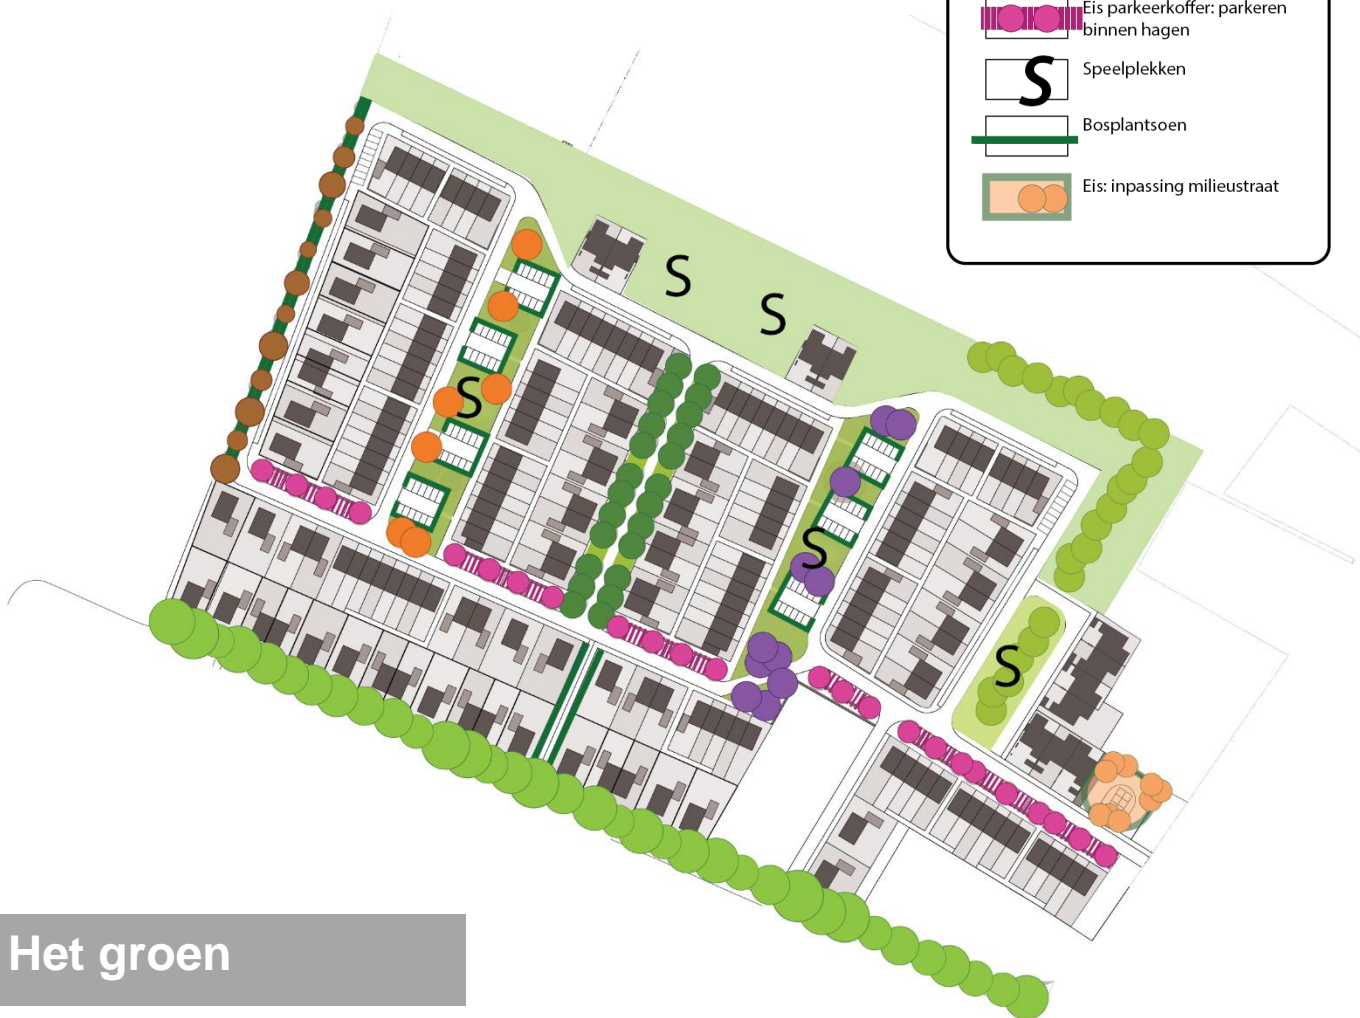 Eis parkeerkoffer: parkeren
binnen hagen
S
Speelplekken
Bosplantsoen
Eis: inpassing milieustraat
S
S
S
S
S
Het groen